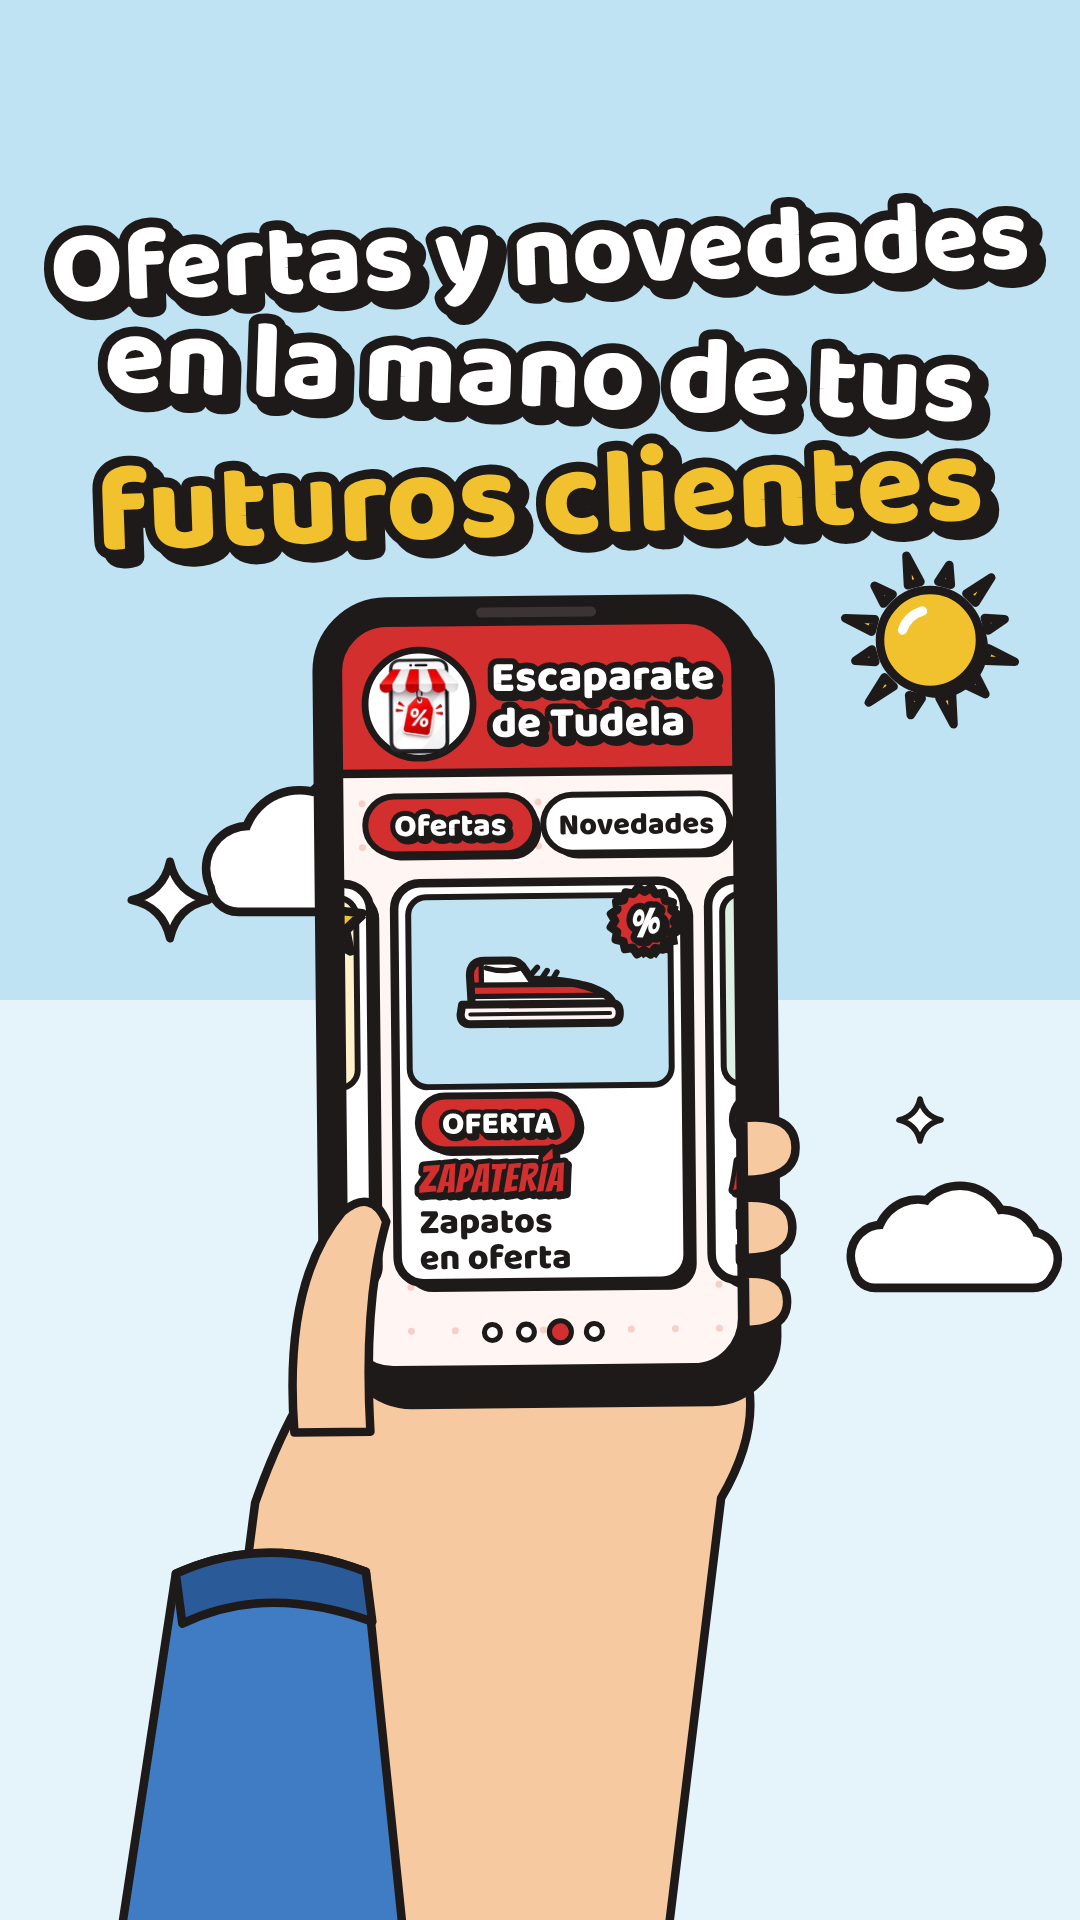 Ofertas y novedades
en la mano de tus
futuros clientes
%
Escaparate
de Tudela
Ofertas
Novedades
%
OFERTA
ZAPATERÍA
Zapatos
en oferta